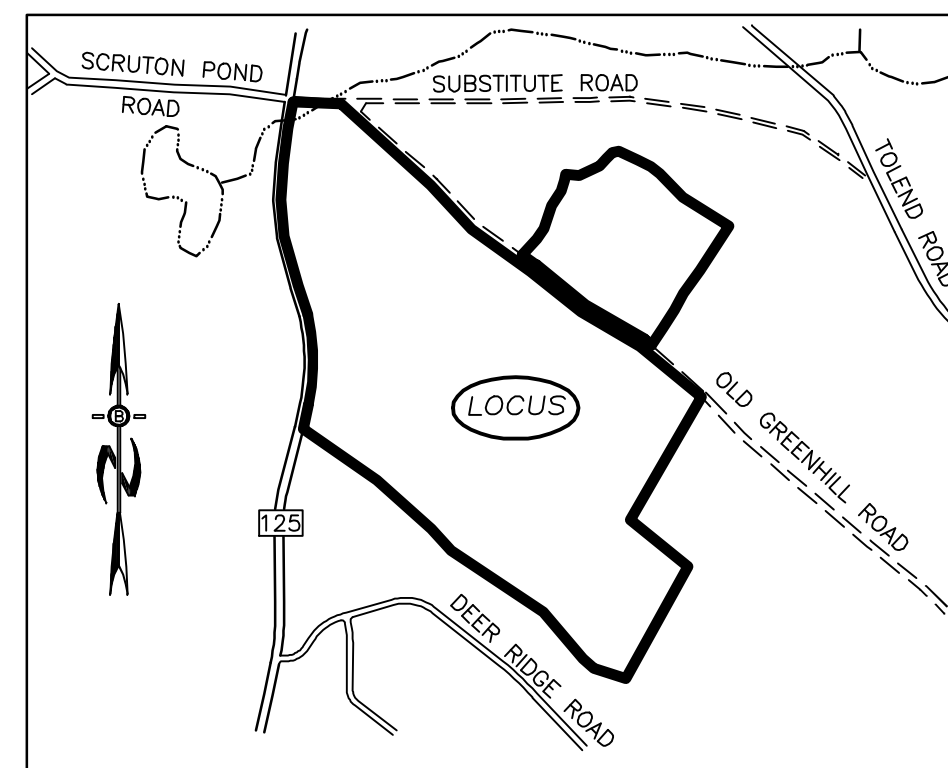 SCRUTON POND
ROAD
SUBSTITUTE ROAD
TOLEND ROAD
B
LOCUS
OLD GREENHILL ROAD
125
DEER RIDGE ROAD